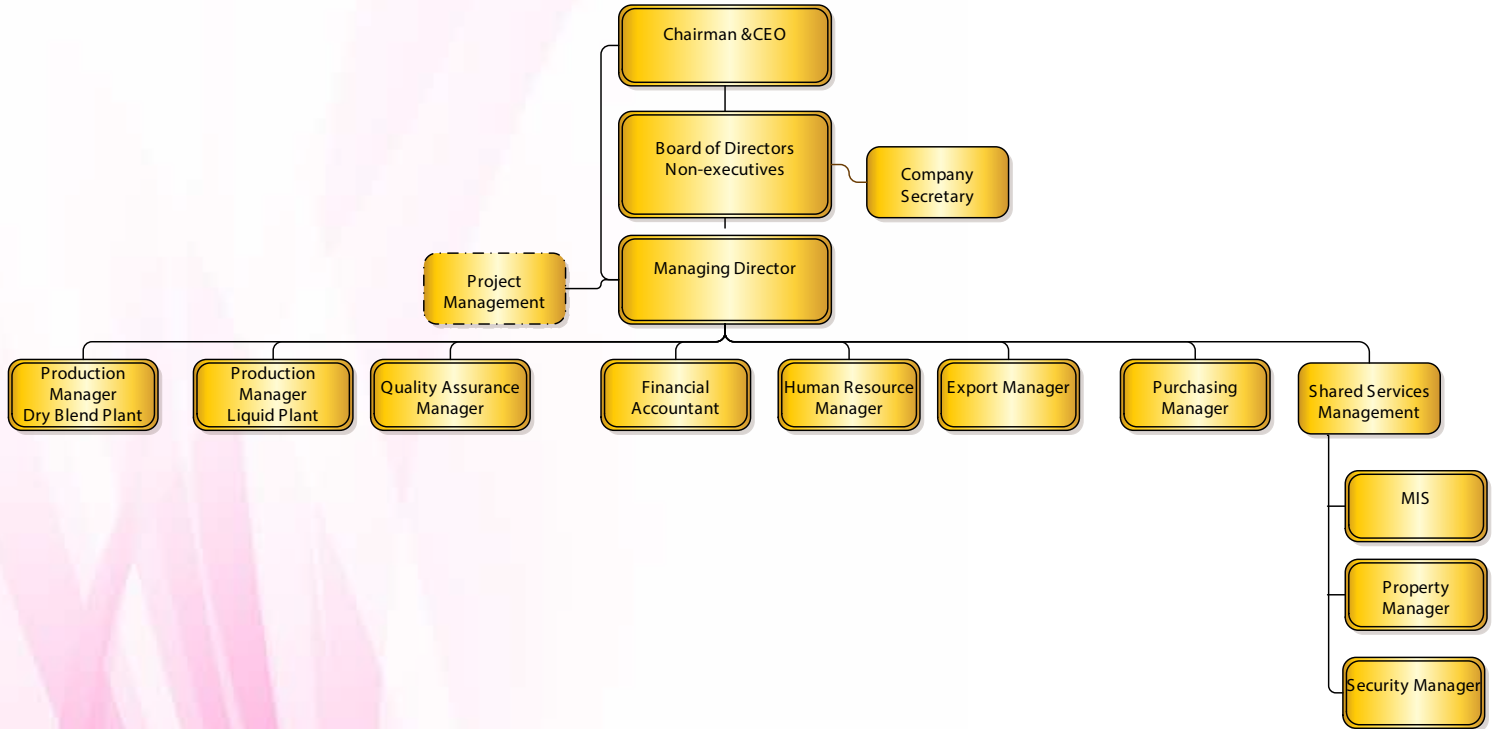 Chairman &CEO
Board of Directors
Non-executives
Company
Secretary
Managing Director
Project
Management
Production
Manager
Dry Blend Plant
Production
Manager
Liquid Plant
Quality Assurance
Manager
Financial
Accountant
Human Resource
Manager
Export Manager
Purchasing
Manager
Shared Services
Management
MIS
Property
Manager
Security Manager